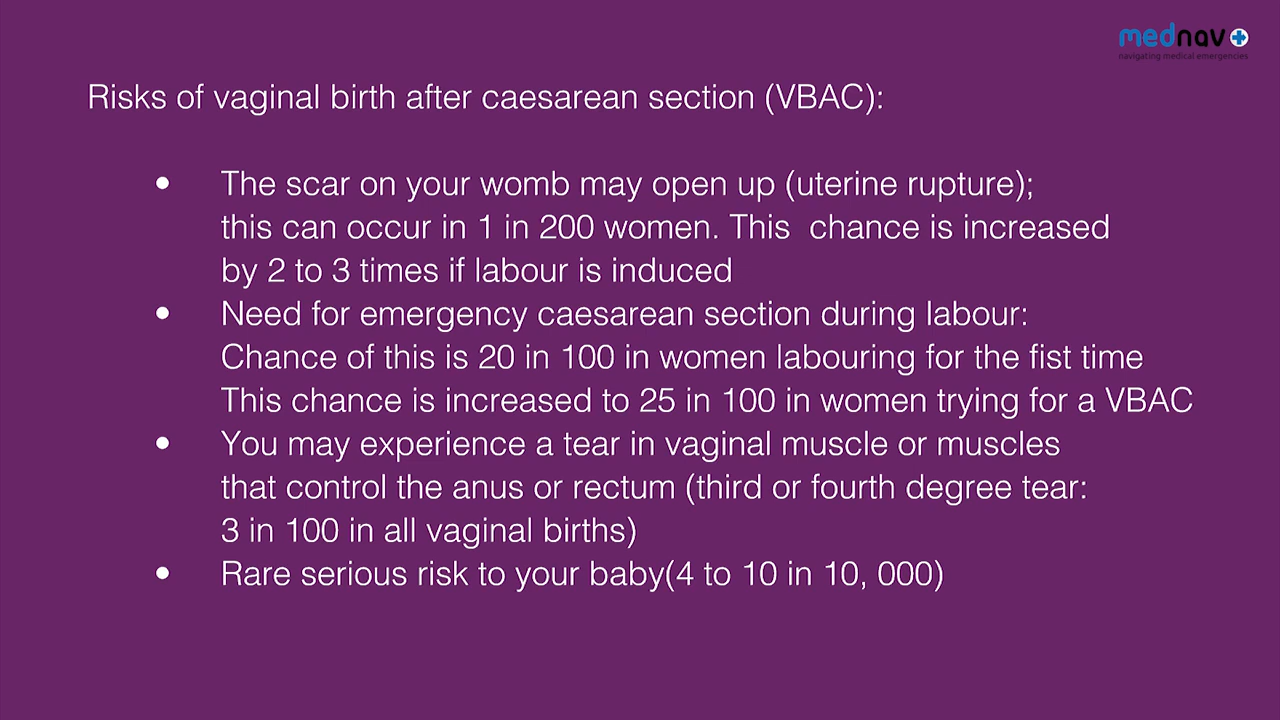 mednav
navigating medical emergencies
Risks of vaginal birth after caesarean section (VBAC):
• The scar on your womb may open up (uterine rupture);
this can occur in 1 in 200 women. This  chance is increased
by 2 to 3 times if labour is induced
• Need for emergency caesarean section during labour:
Chance of this is 20 in 100 in women labouring for the fist time
This chance is increased to 25 in 100 in women trying for a VBAC
• You may experience a tear in vaginal muscle or muscles
that control the anus or rectum (third or fourth degree tear:
3 in 100 in all vaginal births)
• Rare serious risk to your baby(4 to 10 in 10, 000)